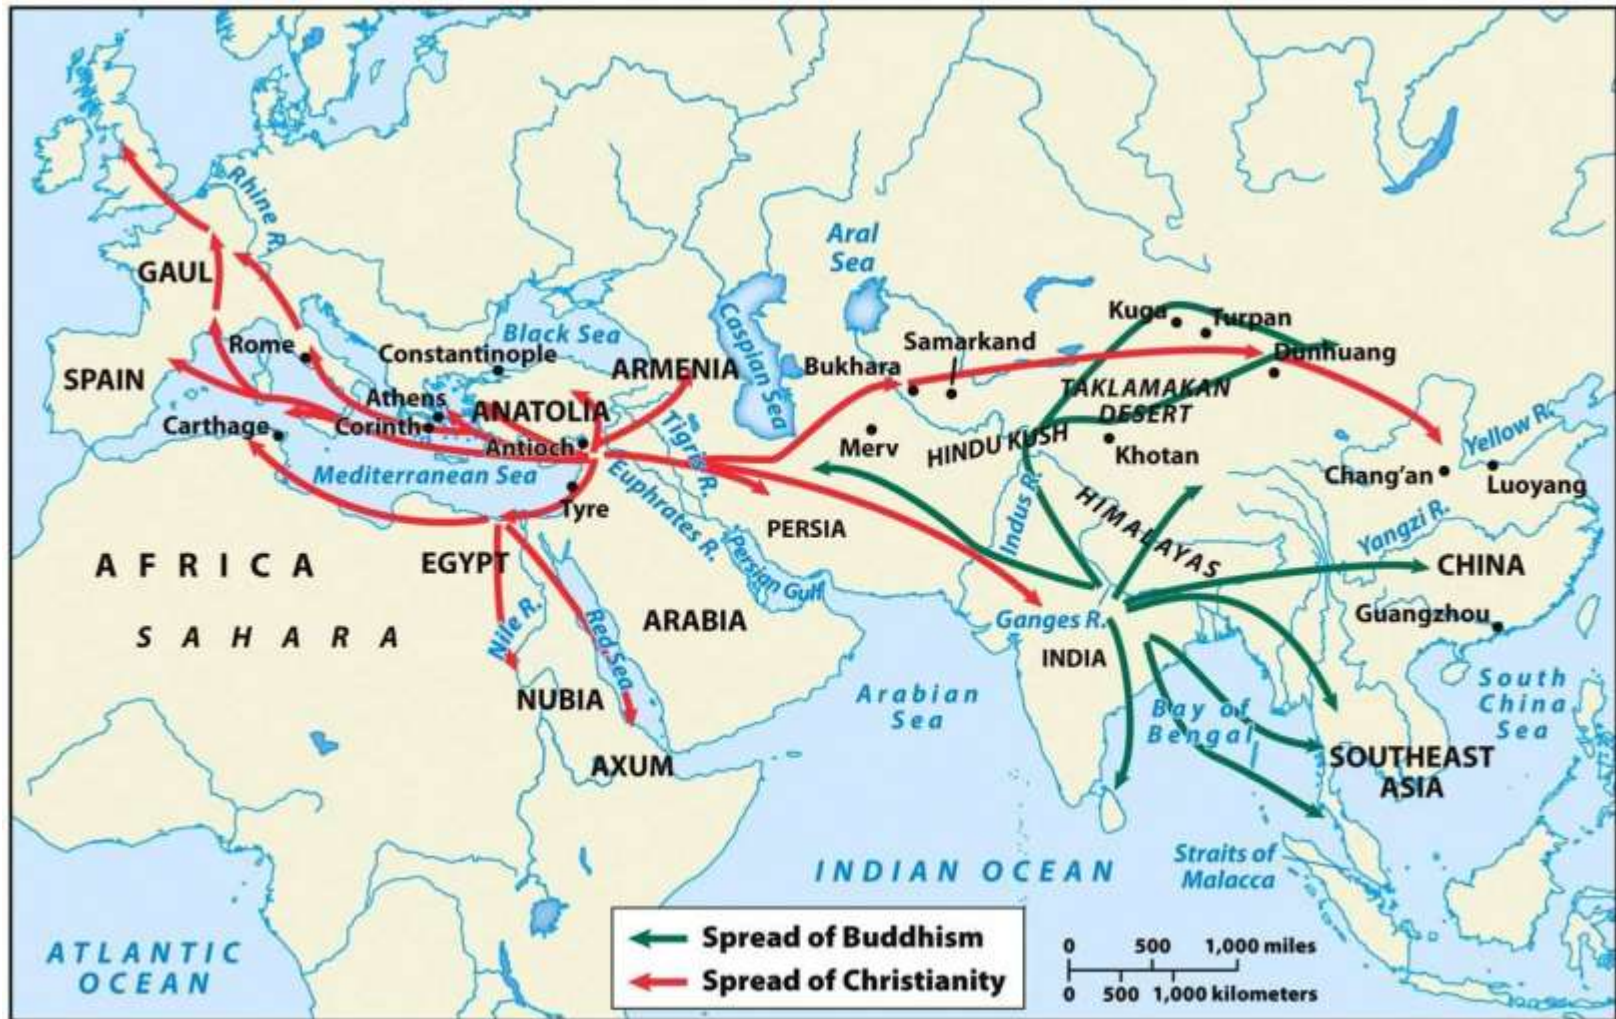 Rhine R.
GAUL
Aral
Sea
Caspian Sea
Kuga
Turpan
Black Sea
Rome
Constantinople
Samarkand
Dunhuang
SPAIN
ARMENIA
Bukhara
TAKLAMAKAN
DESERT
Athens
ANATOLIA
Carthage
Corinth
Antioch
Tigris R.
Merv
HINDU KUSH
Khotan
Yellow R.
Mediterranean Sea
Euphrates R.
Chang'an
Luoyang
Tyre
PERSIA
Indus R.
HIMALAYAS
Yangzi R.
AFRICA
EGYPT
Persian Gulf
CHINA
SAHARA
Nile R.
Red Sea
ARABIA
Ganges R.
Guangzhou
INDIA
NUBIA
Arabian
Sea
Bay of
Bengal
South
China
Sea
AXUM
SOUTHEAST
ASIA
INDIAN OCEAN
Straits of
Malacca
ATLANTIC
OCEAN
Spread of Buddhism
Spread of Christianity
0 500 1,000 miles
0 500 1,000 kilometers